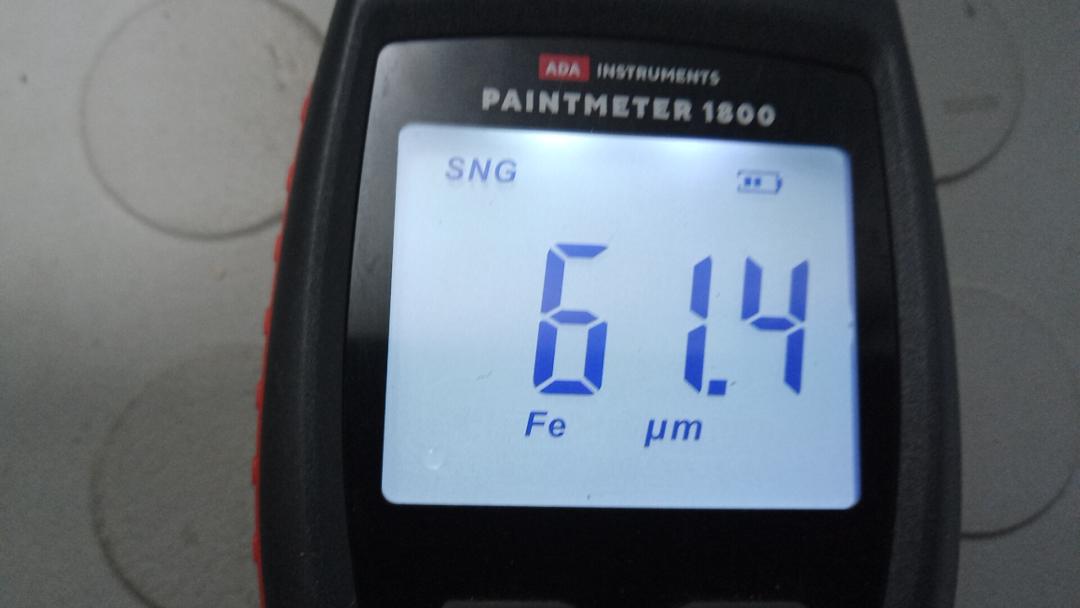 ADA INSTRUMENTS
PAINTMETER 1800
SNG
61.4
Fe µm